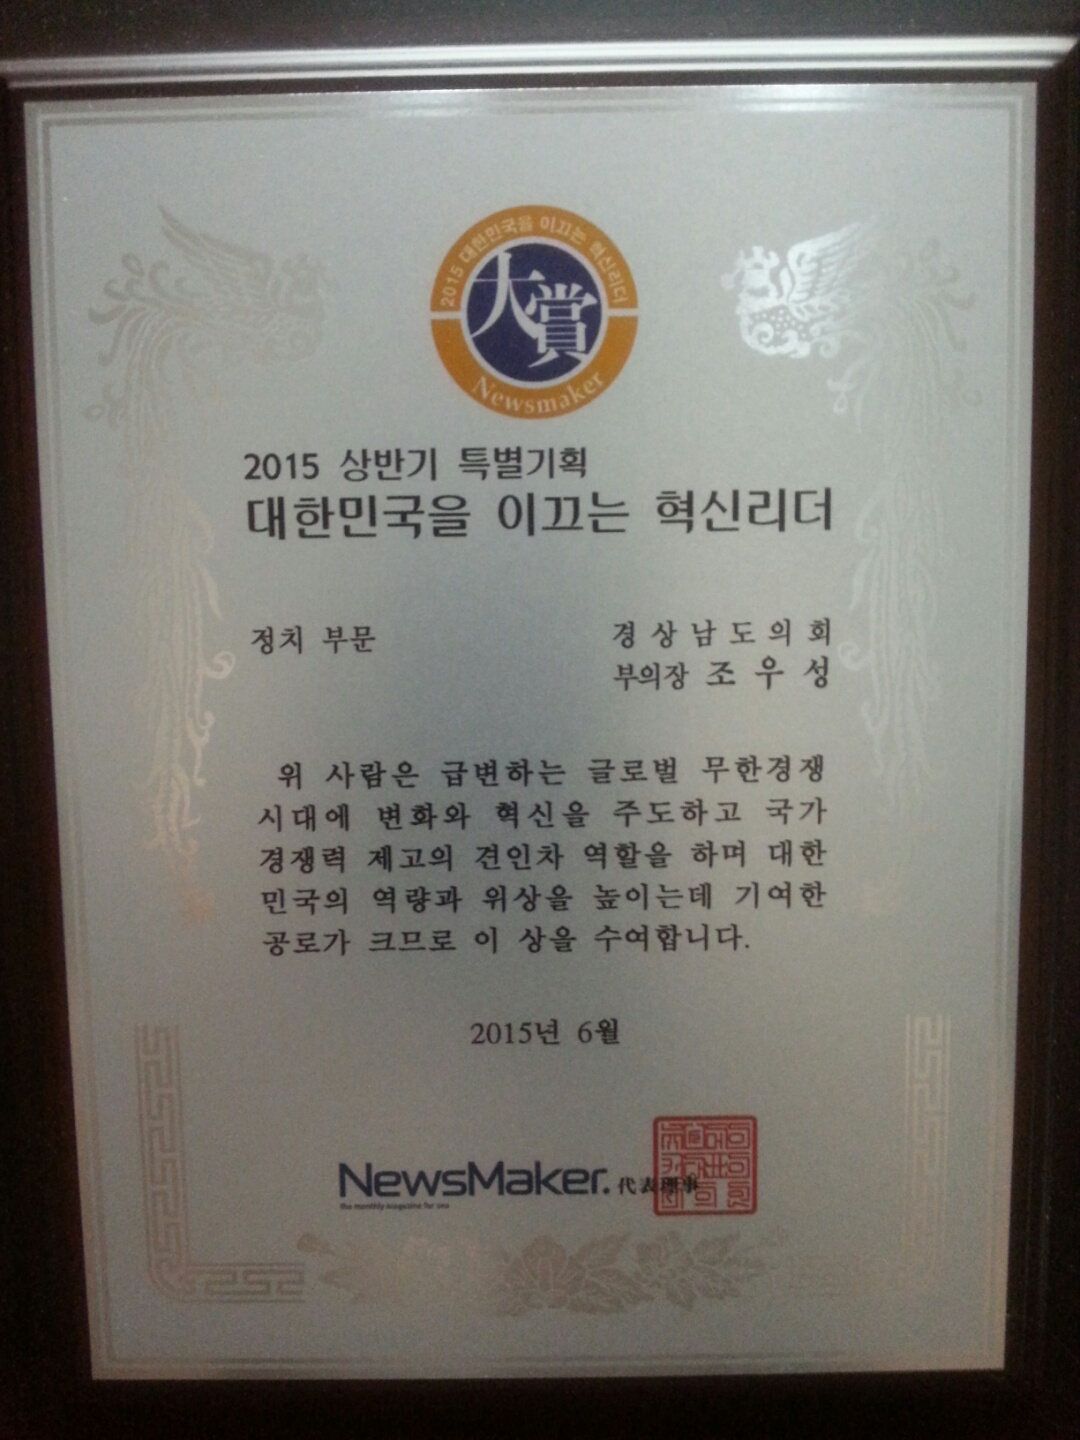 2015 대한민국을 이끄는 혁신리더
大賞
Newsmaker
2015 상반기 특별기획
대한민국을 이끄는 혁신리더
정치 부문
경상남도의회
부의장 조우성
위 사람은 급변하는 글로벌 무한경쟁
시대에 변화와 혁신을 주도하고 국가
경쟁력 제고의 견인차 역할을 하며 대한
민국의 역량과 위상을 높이는데 기여한
공로가 크므로 이 상을 수여합니다.
2015년 6월
NewsMaker. 代表理事
the monthly magazine for one